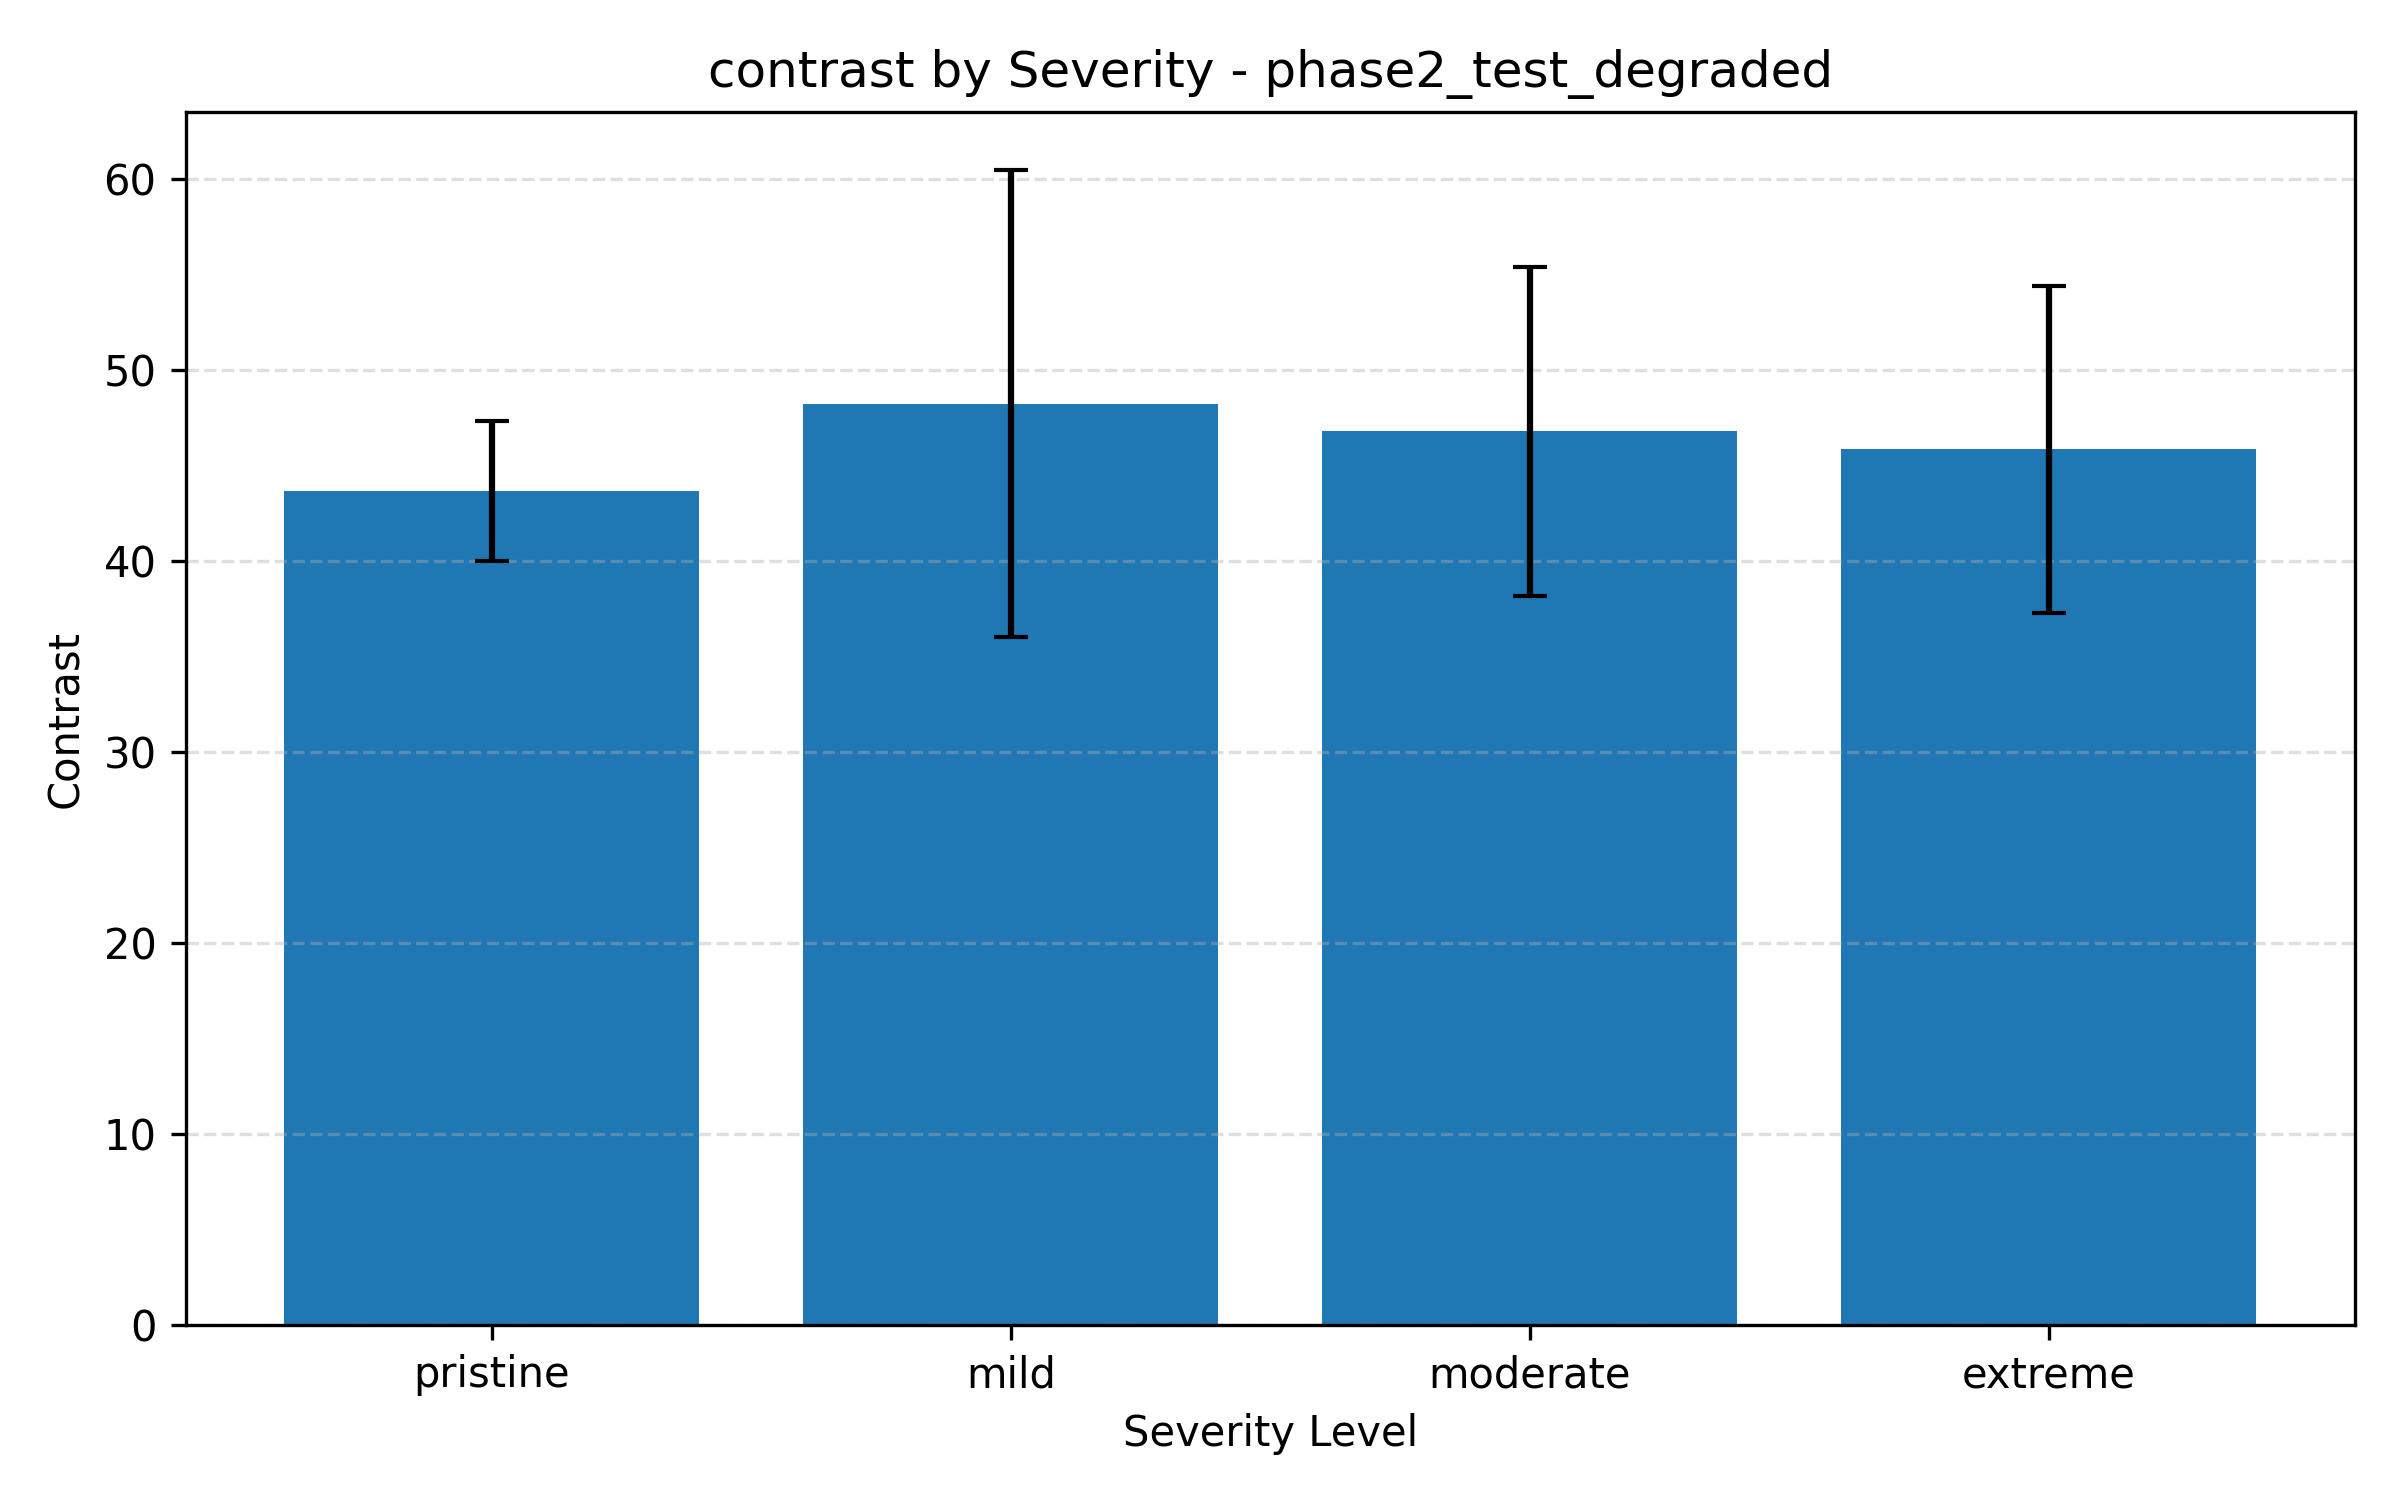 contrast by Severity - phase2_test_degraded
60
50
40
30
20
10
0
Contrast
pristine
mild
moderate
extreme
Severity Level